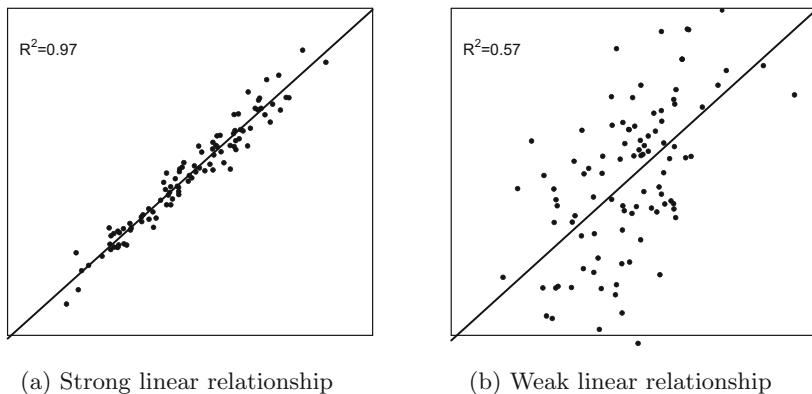 R²=0.97
R²=0.57
(a) Strong linear relationship
(b) Weak linear relationship